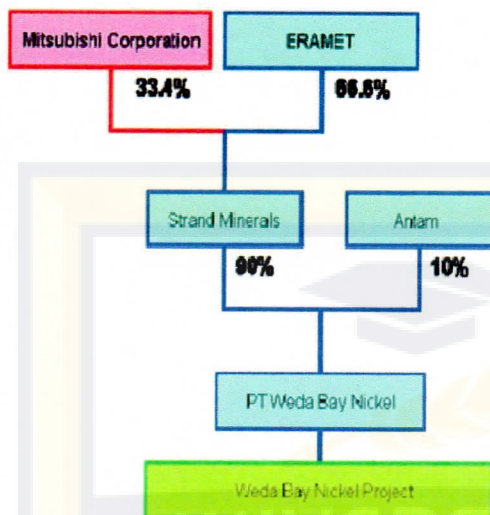 Mitsubishi Corporation
ERAMET
33.4%
66.6%
Strand Minerals
Antam
90%
10%
PT Weda Bay Nickel
Weda Bay Nickel Project